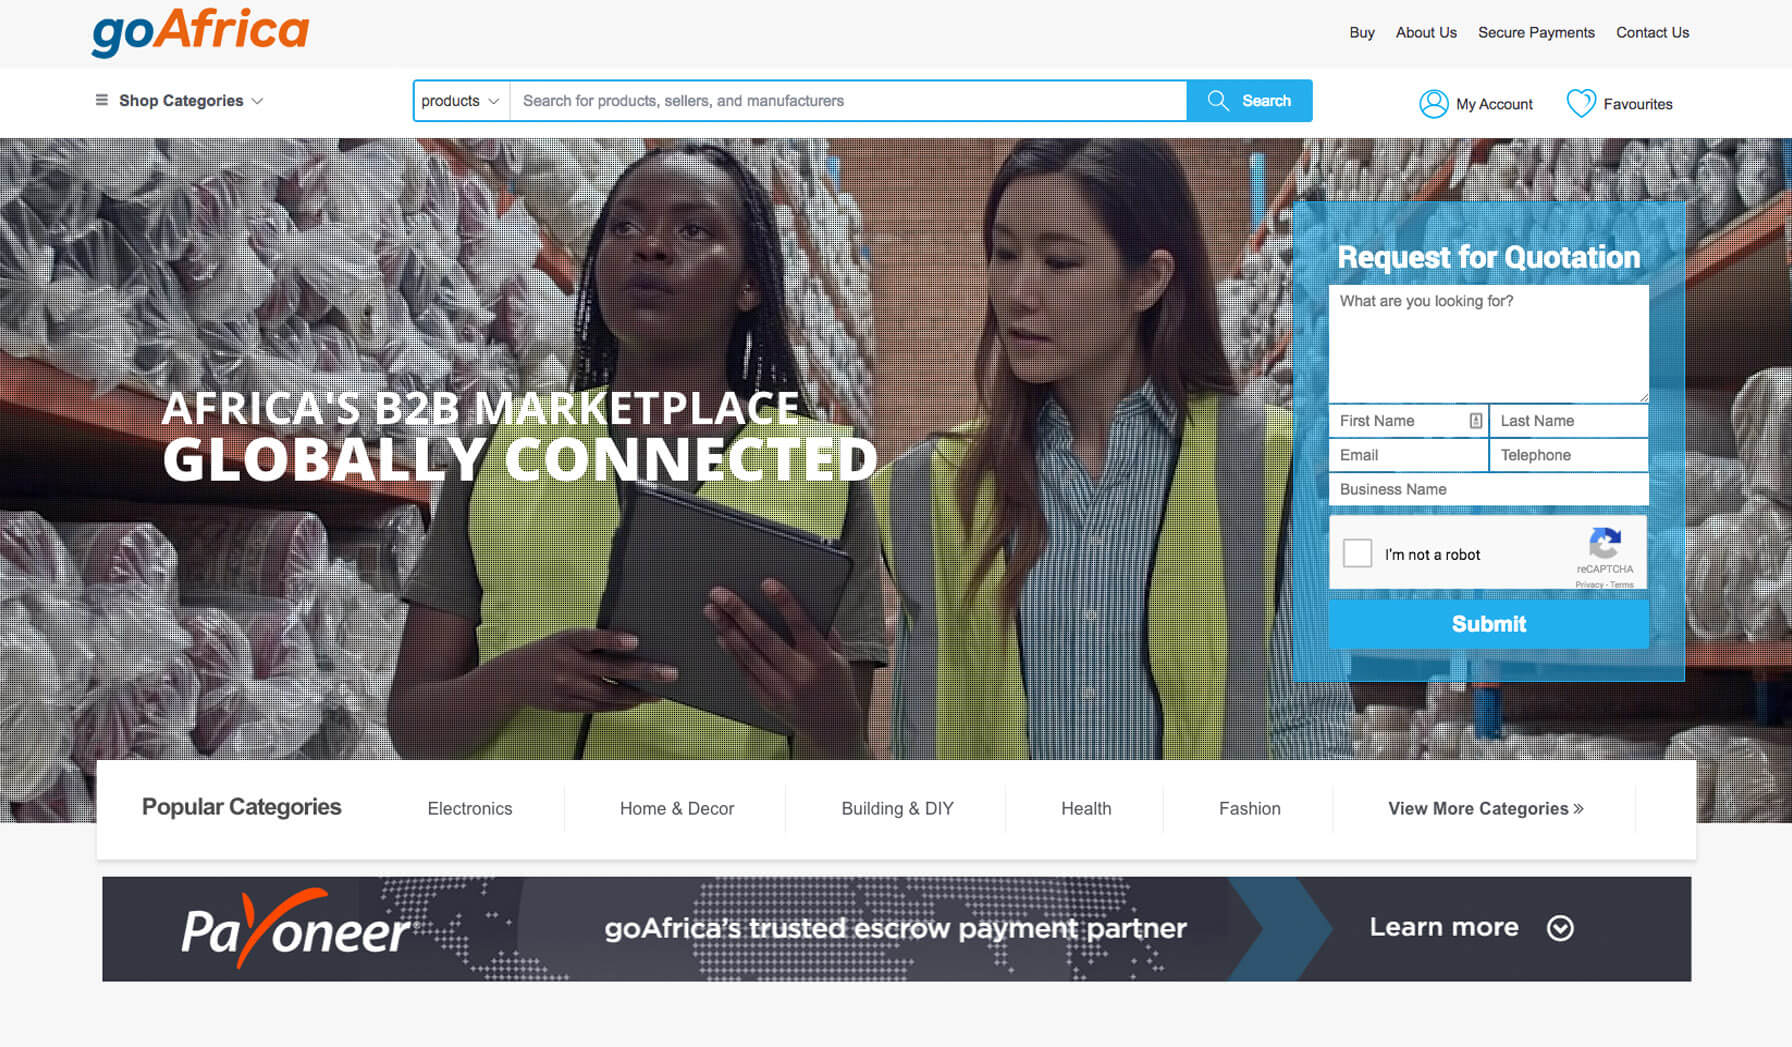 goAfrica
Buy About Us Secure Payments Contact Us
Shop Categories
products
Search for products, sellers, and manufacturers
Search
My Account
Favourites
AFRICA'S B2B MARKETPLACE
GLOBALLY CONNECTED
Request for Quotation
What are you looking for?
First Name
Last Name
Email
Telephone
Business Name
I'm not a robot
reCAPTCHA
Privacy - Terms
Submit
Popular Categories
Electronics
Home & Decor
Building & DIY
Health
Fashion
View More Categories »
Payoneer®
goAfrica's trusted escrow payment partner
Learn more